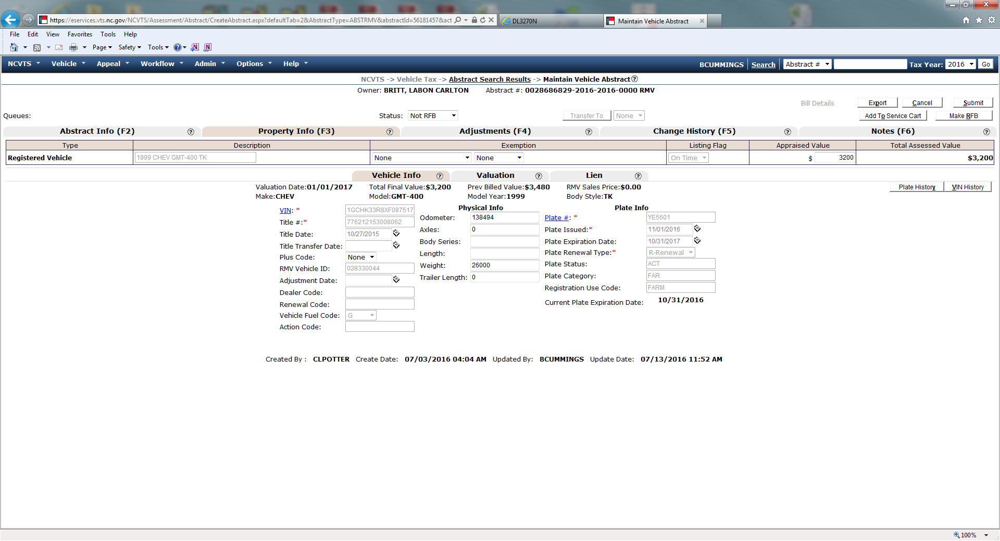 https://eservices.vts.nc.gov/NCVTS/Assessment/Abstract/CreateAbstract.aspx?defaultTab=2&AbstractType=ABSTRMV&abstractId=56181457&act
DL3270N
Maintain Vehicle Abstract
File Edit View Favorites Tools Help
Page Safety Tools
NCVTS Vehicle Appeal Workflow Admin Options Help BCUMMINGS Search Abstract # Tax Year: 2016 Go
NCVTS -> Vehicle Tax -> Abstract Search Results -> Maintain Vehicle Abstract
Owner: BRITT, LABON CARLTON Abstract #: 0028686829-2016-2016-0000 RMV
Bill Details Export Cancel Submit
Queues: Status: Not RFB Transfer To None Add To Service Cart Make RFB
Abstract Info (F2) Property Info (F3) Adjustments (F4) Change History (F5) Notes (F6)
Type Description Exemption Listing Flag Appraised Value Total Assessed Value
Registered Vehicle 1999 CHEV GMT-400 TK None None On Time $ 3200 $3,200
Vehicle Info Valuation Lien
Valuation Date:01/01/2017 Total Final Value:$3,200 Prev Billed Value:$3,480 RMV Sales Price:$0.00 Plate History VIN History
Make:CHEV Model:GMT-400 Model Year:1999 Body Style:TK
Physical Info Plate Info
VIN: * 1GCHK33R8XF087517 Odometer: 138494 Plate #: * YE5601
Title #:* 776212153008062 Axles: 0 Plate Issued:* 11/01/2016
Title Date: 10/27/2015 Body Series: Plate Expiration Date: 10/31/2017
Title Transfer Date: Length: Plate Renewal Type:* R-Renewal
Plus Code: None Weight: 26000 Plate Status: ACT
RMV Vehicle ID: 028330044 Trailer Length: 0 Plate Category: FAR
Adjustment Date: Registration Use Code: FARM
Dealer Code: Current Plate Expiration Date: 10/31/2016
Renewal Code:
Vehicle Fuel Code: G
Action Code:
Created By : CLPOTTER Create Date: 07/03/2016 04:04 AM Updated By: BCUMMINGS Update Date: 07/13/2016 11:52 AM
100%